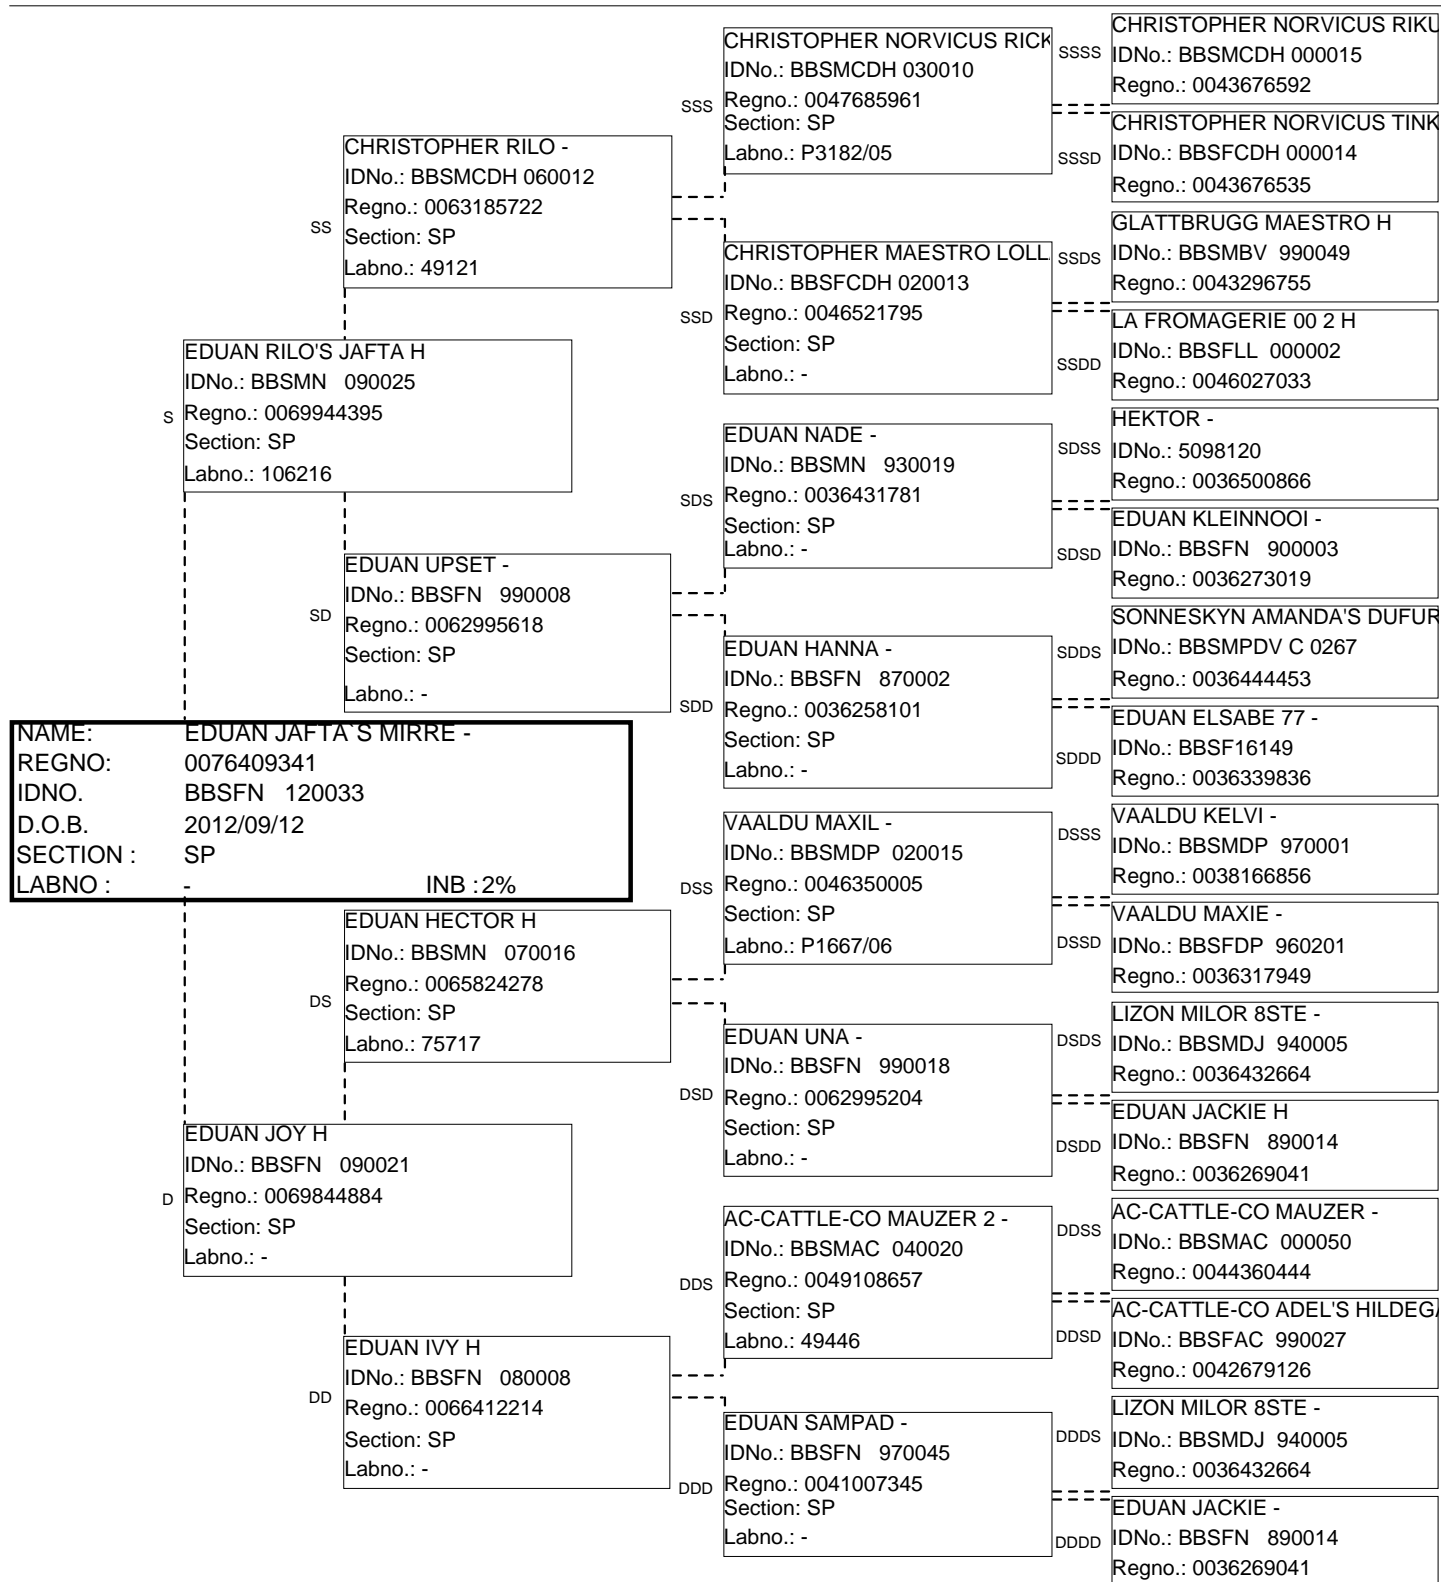 S
EDUAN RILO'S JAFTA H
IDNo.: BBSMN 090025
Regno.: 0069944395
Section: SP
Labno.: 106216
NAME: EDUAN JAFTA`S MIRRE -
REGNO: 0076409341
IDNO. BBSFN 120033
D.O.B. 2012/09/12
SECTION : SP
LABNO : - INB : 2%
D
EDUAN JOY H
IDNo.: BBSFN 090021
Regno.: 0069844884
Section: SP
Labno.: -
SS
CHRISTOPHER RILO -
IDNo.: BBSMCDH 060012
Regno.: 0063185722
Section: SP
Labno.: 49121
SD
EDUAN UPSET -
IDNo.: BBSFN 990008
Regno.: 0062995618
Section: SP
Labno.: -
DS
EDUAN HECTOR H
IDNo.: BBSMN 070016
Regno.: 0065824278
Section: SP
Labno.: 75717
DD
EDUAN IVY H
IDNo.: BBSFN 080008
Regno.: 0066412214
Section: SP
Labno.: -
SSS
CHRISTOPHER NORVICUS RICK
IDNo.: BBSMCDH 030010
Regno.: 0047685961
Section: SP
Labno.: P3182/05
SSD
CHRISTOPHER MAESTRO LOLL
IDNo.: BBSFCDH 020013
Regno.: 0046521795
Section: SP
Labno.: -
SDS
EDUAN NADE -
IDNo.: BBSMN 930019
Regno.: 0036431781
Section: SP
Labno.: -
SDD
EDUAN HANNA -
IDNo.: BBSFN 870002
Regno.: 0036258101
Section: SP
Labno.: -
DSS
VAALDU MAXIL -
IDNo.: BBSMDP 020015
Regno.: 0046350005
Section: SP
Labno.: P1667/06
DSD
EDUAN UNA -
IDNo.: BBSFN 990018
Regno.: 0062995204
Section: SP
Labno.: -
DDS
AC-CATTLE-CO MAUZER 2 -
IDNo.: BBSMAC 040020
Regno.: 0049108657
Section: SP
Labno.: 49446
DDD
EDUAN SAMPAD -
IDNo.: BBSFN 970045
Regno.: 0041007345
Section: SP
Labno.: -
SSSS
CHRISTOPHER NORVICUS RIKU
IDNo.: BBSMCDH 000015
Regno.: 0043676592
SSSD
CHRISTOPHER NORVICUS TINK
IDNo.: BBSFCDH 000014
Regno.: 0043676535
SSDS
GLATTBRUGG MAESTRO H
IDNo.: BBSMBV 990049
Regno.: 0043296755
SSDD
LA FROMAGERIE 00 2 H
IDNo.: BBSFLL 000002
Regno.: 0046027033
SDSS
HEKTOR -
IDNo.: 5098120
Regno.: 0036500866
SDSD
EDUAN KLEINNOOI -
IDNo.: BBSFN 900003
Regno.: 0036273019
SDDS
SONNESKYN AMANDA'S DUFUR
IDNo.: BBSMPDV C 0267
Regno.: 0036444453
SDDD
EDUAN ELSABE 77 -
IDNo.: BBSF16149
Regno.: 0036339836
DSSS
VAALDU KELVI -
IDNo.: BBSMDP 970001
Regno.: 0038166856
DSSD
VAALDU MAXIE -
IDNo.: BBSFDP 960201
Regno.: 0036317949
DSDS
LIZON MILOR 8STE -
IDNo.: BBSMDJ 940005
Regno.: 0036432664
DSDD
EDUAN JACKIE H
IDNo.: BBSFN 890014
Regno.: 0036269041
DDSS
AC-CATTLE-CO MAUZER -
IDNo.: BBSMAC 000050
Regno.: 0044360444
DDSD
AC-CATTLE-CO ADEL'S HILDEGA
IDNo.: BBSFAC 990027
Regno.: 0042679126
DDDS
LIZON MILOR 8STE -
IDNo.: BBSMDJ 940005
Regno.: 0036432664
DDDD
EDUAN JACKIE -
IDNo.: BBSFN 890014
Regno.: 0036269041